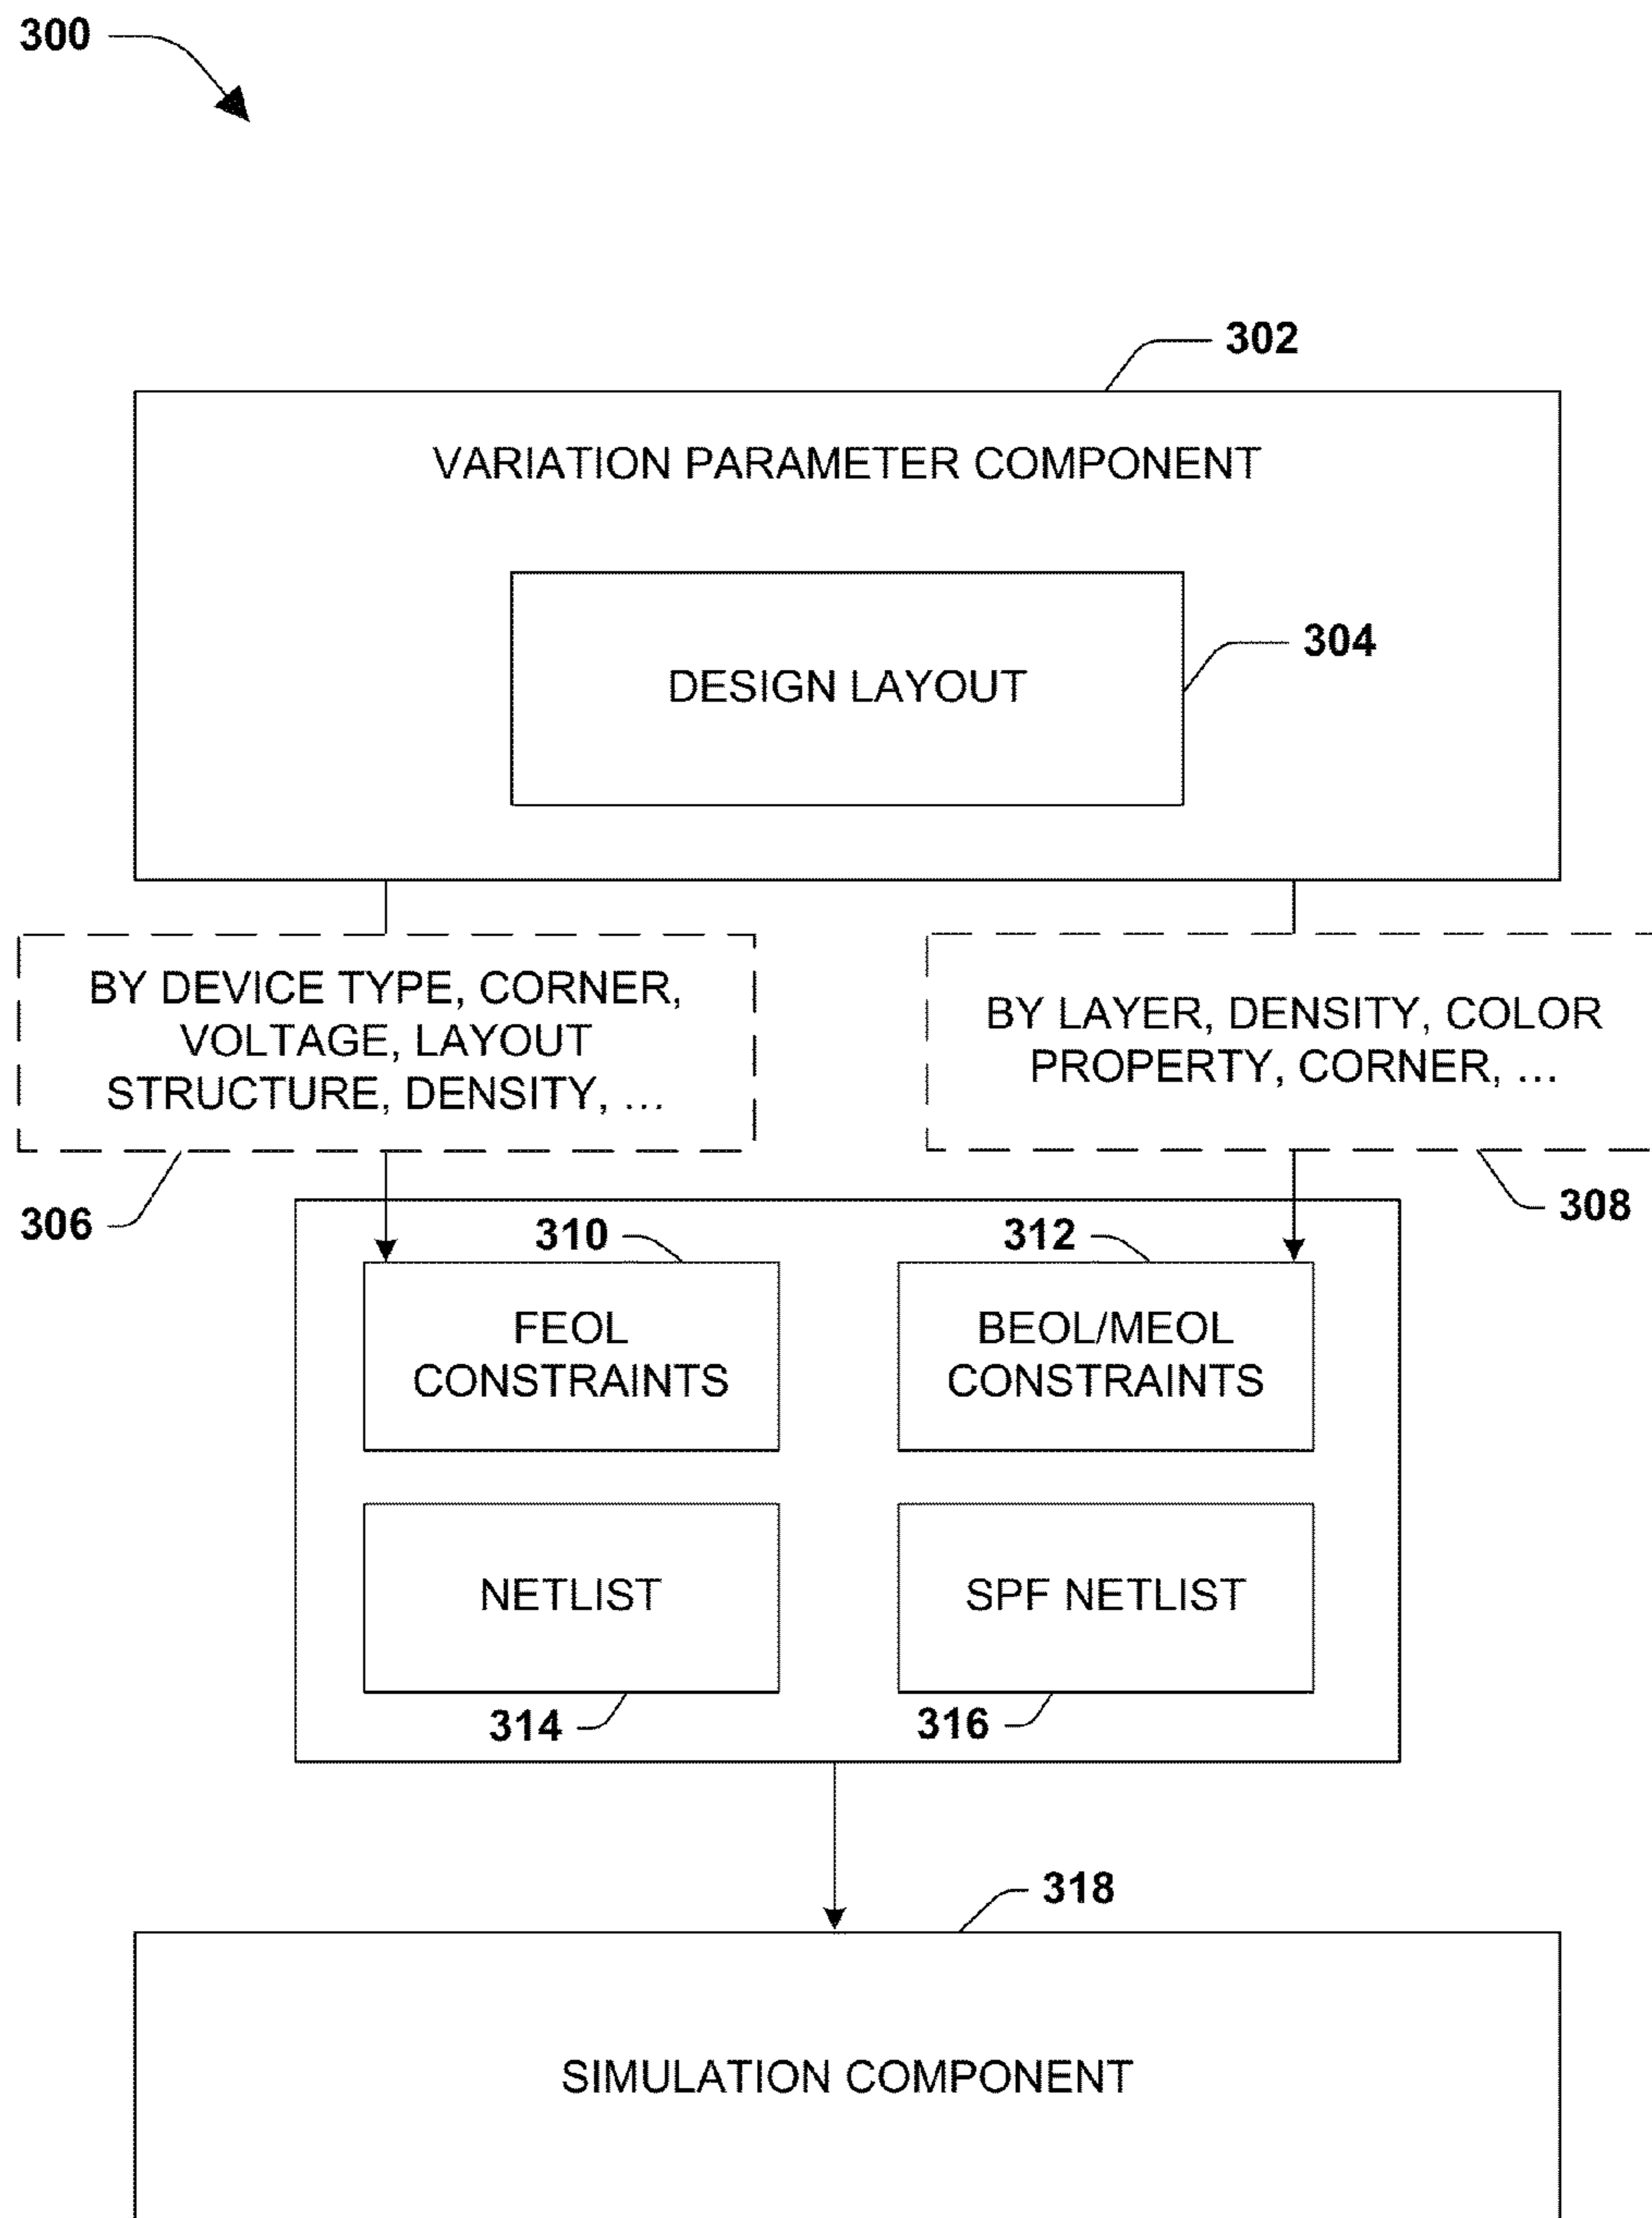 300
302
VARIATION PARAMETER COMPONENT
304
DESIGN LAYOUT
BY DEVICE TYPE, CORNER,
VOLTAGE, LAYOUT
STRUCTURE, DENSITY, ...
BY LAYER, DENSITY, COLOR
PROPERTY, CORNER, ...
306
308
310
312
FEOL
CONSTRAINTS
BEOL/MEOL
CONSTRAINTS
NETLIST
SPF NETLIST
314
316
318
SIMULATION COMPONENT